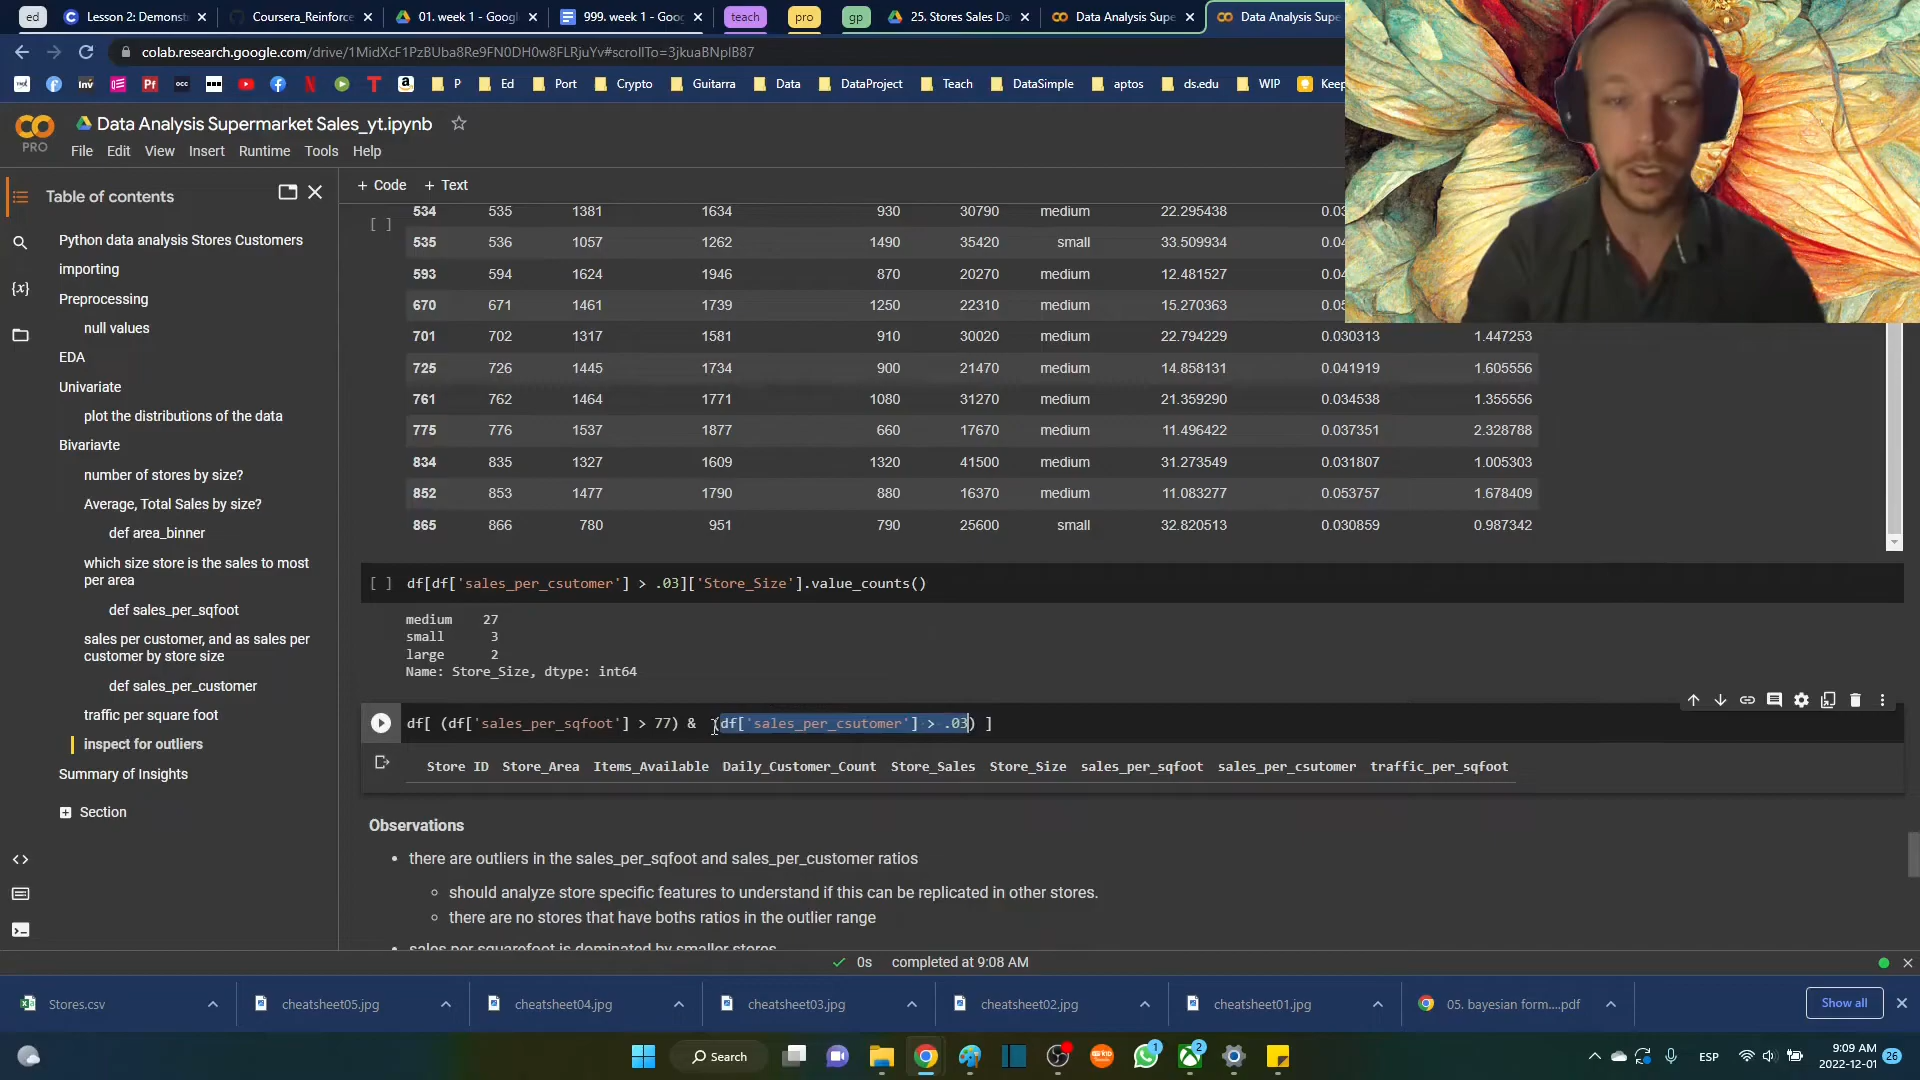 ed
Lesson 2: Demonst
Coursera_Reinforce
01. week 1 - Goog
999. week 1 - Goog
teach
pro
gp
25. Stores Sales Da
Data Analysis Supe
Data Analysis Supe
colab.research.google.com/drive/1MidXcF1PzBUba8Re9FN0DH0w8FLRjuYv#scrollTo=3jkuaBNpIB87
P
Ed
Port
Crypto
Guitarra
Data
DataProject
Teach
DataSimple
aptos
ds.edu
WIP
Keep
PRO
Data Analysis Supermarket Sales_yt.ipynb
File Edit View Insert Runtime Tools Help
Table of contents
Python data analysis Stores Customers
importing
Preprocessing
null values
EDA
Univariate
plot the distributions of the data
Bivariavte
number of stores by size?
Average, Total Sales by size?
def area_binner
which size store is the sales to most
per area
def sales_per_sqfoot
sales per customer, and as sales per
customer by store size
def sales_per_customer
traffic per square foot
inspect for outliers
Summary of Insights
Section
+ Code + Text
[ ]
534 535 1381 1634 930 30790 medium 22.295438
535 536 1057 1262 1490 35420 small 33.509934
593 594 1624 1946 870 20270 medium 12.481527
670 671 1461 1739 1250 22310 medium 15.270363
701 702 1317 1581 910 30020 medium 22.794229 0.030313 1.447253
725 726 1445 1734 900 21470 medium 14.858131 0.041919 1.605556
761 762 1464 1771 1080 31270 medium 21.359290 0.034538 1.355556
775 776 1537 1877 660 17670 medium 11.496422 0.037351 2.328788
834 835 1327 1609 1320 41500 medium 31.273549 0.031807 1.005303
852 853 1477 1790 880 16370 medium 11.083277 0.053757 1.678409
865 866 780 951 790 25600 small 32.820513 0.030859 0.987342
[ ] df[df['sales_per_csutomer'] > .03]['Store_Size'].value_counts()
medium 27
small 3
large 2
Name: Store_Size, dtype: int64
df[ (df['sales_per_sqfoot'] > 77) & (df['sales_per_csutomer'] > .03) ]
Store ID Store_Area Items_Available Daily_Customer_Count Store_Sales Store_Size sales_per_sqfoot sales_per_csutomer traffic_per_sqfoot
Observations
• there are outliers in the sales_per_sqfoot and sales_per_customer ratios
should analyze store specific features to understand if this can be replicated in other stores.
there are no stores that have boths ratios in the outlier range
• sales per squarefoot is dominated by smaller stores
0s completed at 9:08 AM
Stores.csv
cheatsheet05.jpg
cheatsheet04.jpg
cheatsheet03.jpg
cheatsheet02.jpg
cheatsheet01.jpg
05. bayesian form....pdf
Show all
Search
1
2
ESP
9:09 AM
2022-12-01
26